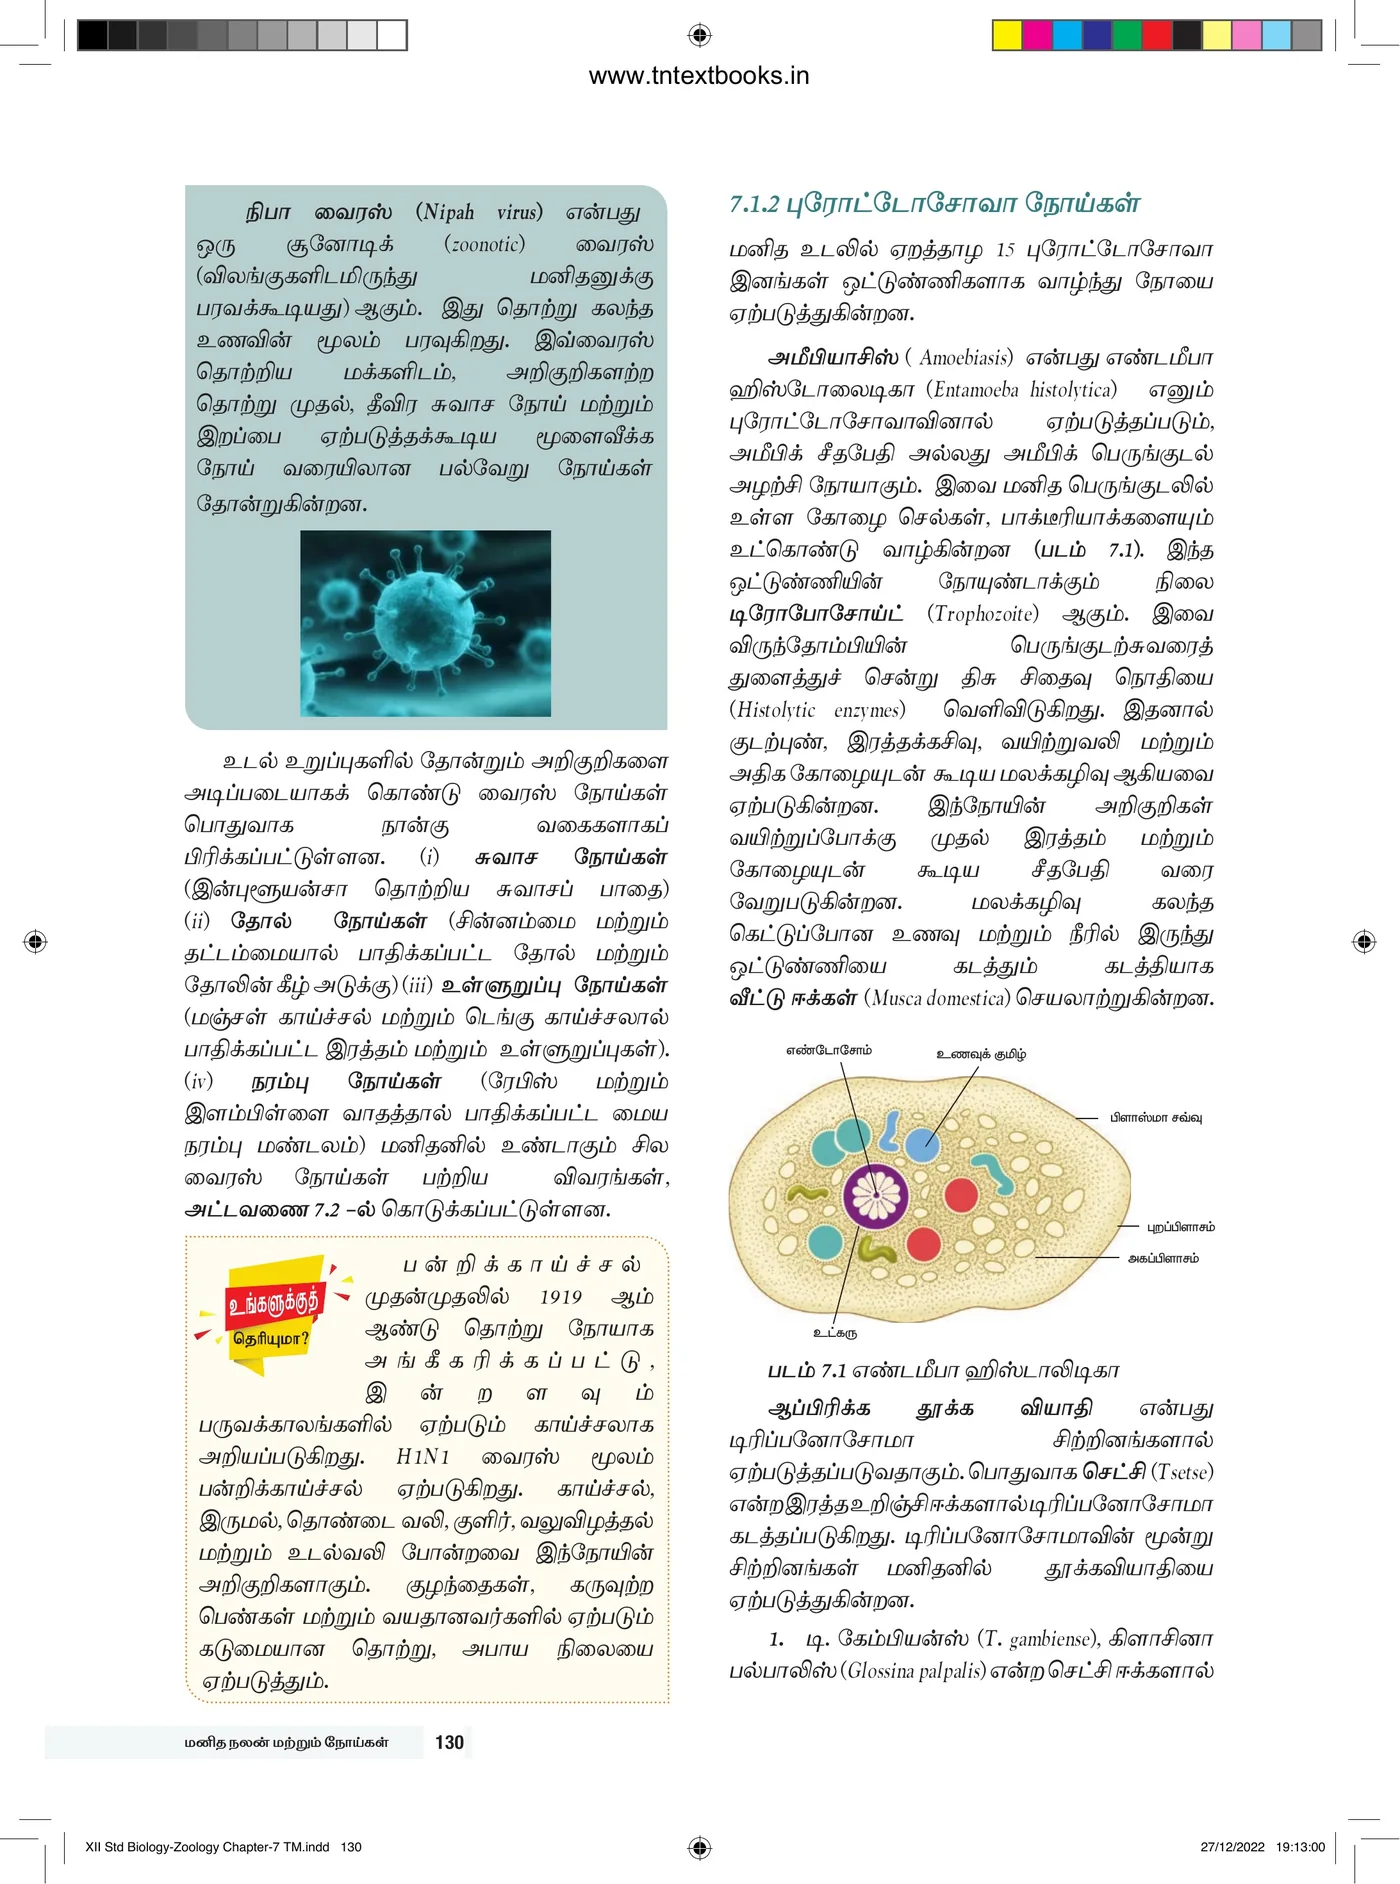 www.tntextbooks.in
நிபா வைரஸ் (Nipah virus) என்பது
ஒரு சூனோடிக் (zoonotic) வைரஸ்
(விலங்குகளிடமிருந்து மனிதனுக்கு
பரவக்கூடியது) ஆகும். இது தொற்று கலந்த
உணவின் மூலம் பரவுகிறது. இவ்வைரஸ்
தொற்றிய மக்களிடம், அறிகுறிகளற்ற
தொற்று முதல், தீவிர சுவாச நோய் மற்றும்
இறப்பை ஏற்படுத்தக்கூடிய மூளைவீக்க
நோய் வரையிலான பல்வேறு நோய்கள்
தோன்றுகின்றன.
உடல் உறுப்புகளில் தோன்றும் அறிகுறிகளை
அடிப்படையாகக் கொண்டு வைரஸ் நோய்கள்
பொதுவாக நான்கு வகைகளாகப்
பிரிக்கப்பட்டுள்ளன. (i) சுவாச நோய்கள்
(இன்புளூயன்சா தொற்றிய சுவாசப் பாதை)
(ii) தோல் நோய்கள் (சின்னம்மை மற்றும்
தட்டம்மையால் பாதிக்கப்பட்ட தோல் மற்றும்
தோலின் கீழ் அடுக்கு) (iii) உள்ளுறுப்பு நோய்கள்
(மஞ்சள் காய்ச்சல் மற்றும் டெங்கு காய்ச்சலால்
பாதிக்கப்பட்ட இரத்தம் மற்றும் உள்ளுறுப்புகள்).
(iv) நரம்பு நோய்கள் (ரேபிஸ் மற்றும்
இளம்பிள்ளை வாதத்தால் பாதிக்கப்பட்ட மைய
நரம்பு மண்டலம்) மனிதனில் உண்டாகும் சில
வைரஸ் நோய்கள் பற்றிய விவரங்கள்,
அட்டவணை 7.2 –ல் கொடுக்கப்பட்டுள்ளன.
உங்களுக்குத்
தெரியுமா?
பன்றிக்காய்ச்சல்
முதன்முதலில் 1919 ஆம்
ஆண்டு தொற்று நோயாக
அங்கீகரிக்கப்பட்டு,
இன்றளவும்
பருவக்காலங்களில் ஏற்படும் காய்ச்சலாக
அறியப்படுகிறது. H1N1 வைரஸ் மூலம்
பன்றிக்காய்ச்சல் ஏற்படுகிறது. காய்ச்சல்,
இருமல், தொண்டை வலி, குளிர், வலுவிழத்தல்
மற்றும் உடல்வலி போன்றவை இந்நோயின்
அறிகுறிகளாகும். குழந்தைகள், கருவுற்ற
பெண்கள் மற்றும் வயதானவர்களில் ஏற்படும்
கடுமையான தொற்று, அபாய நிலையை
ஏற்படுத்தும்.
7.1.2 புரோட்டோசோவா நோய்கள்
மனித உடலில் ஏறத்தாழ 15 புரோட்டோசோவா
இனங்கள் ஒட்டுண்ணிகளாக வாழ்ந்து நோயை
ஏற்படுத்துகின்றன.
அமீபியாசிஸ் ( Amoebiasis) என்பது எண்டமீபா
ஹிஸ்டோலைடிகா (Entamoeba histolytica) எனும்
புரோட்டோசோவாவினால் ஏற்படுத்தப்படும்,
அமீபிக் சீதபேதி அல்லது அமீபிக் பெருங்குடல்
அழற்சி நோயாகும். இவை மனித பெருங்குடலில்
உள்ள கோழை செல்கள், பாக்டீரியாக்களையும்
உட்கொண்டு வாழ்கின்றன (படம் 7.1). இந்த
ஒட்டுண்ணியின் நோயுண்டாக்கும் நிலை
டிரோபோசோய்ட் (Trophozoite) ஆகும். இவை
விருந்தோம்பியின் பெருங்குடற்சுவரைத்
துளைத்துச் சென்று திசு சிதைவு நொதியை
(Histolytic enzymes) வெளிவிடுகிறது. இதனால்
குடற்புண், இரத்தக்கசிவு, வயிற்றுவலி மற்றும்
அதிக கோழையுடன் கூடிய மலக்கழிவு ஆகியவை
ஏற்படுகின்றன. இந்நோயின் அறிகுறிகள்
வயிற்றுப்போக்கு முதல் இரத்தம் மற்றும்
கோழையுடன் கூடிய சீதபேதி வரை
வேறுபடுகின்றன. மலக்கழிவு கலந்த
கெட்டுப்போன உணவு மற்றும் நீரில் இருந்து
ஒட்டுண்ணியை கடத்தும் கடத்தியாக
வீட்டு ஈக்கள் (Musca domestica) செயலாற்றுகின்றன.
எண்டோசோம்
உணவுக் குமிழ்
பிளாஸ்மா சவ்வு
புறப்பிளாசம்
அகப்பிளாசம்
உட்கரு
படம் 7.1 எண்டமீபா ஹிஸ்டாலிடிகா
ஆப்பிரிக்க தூக்க வியாதி என்பது
டிரிப்பனோசோமா சிற்றினங்களால்
ஏற்படுத்தப்படுவதாகும். பொதுவாக செட்சி (Tsetse)
என்ற இரத்த உறிஞ்சி ஈக்களால் டிரிப்பனோசோமா
கடத்தப்படுகிறது. டிரிப்பனோசோமாவின் மூன்று
சிற்றினங்கள் மனிதனில் தூக்கவியாதியை
ஏற்படுத்துகின்றன.
1. டி. கேம்பியன்ஸ் (T. gambiense), கிளாசினா
பல்பாலிஸ் (Glossina palpalis) என்ற செட்சி ஈக்களால்
மனித நலன் மற்றும் நோய்கள் 130
XII Std Biology-Zoology Chapter-7 TM.indd 130
27/12/2022 19:13:00